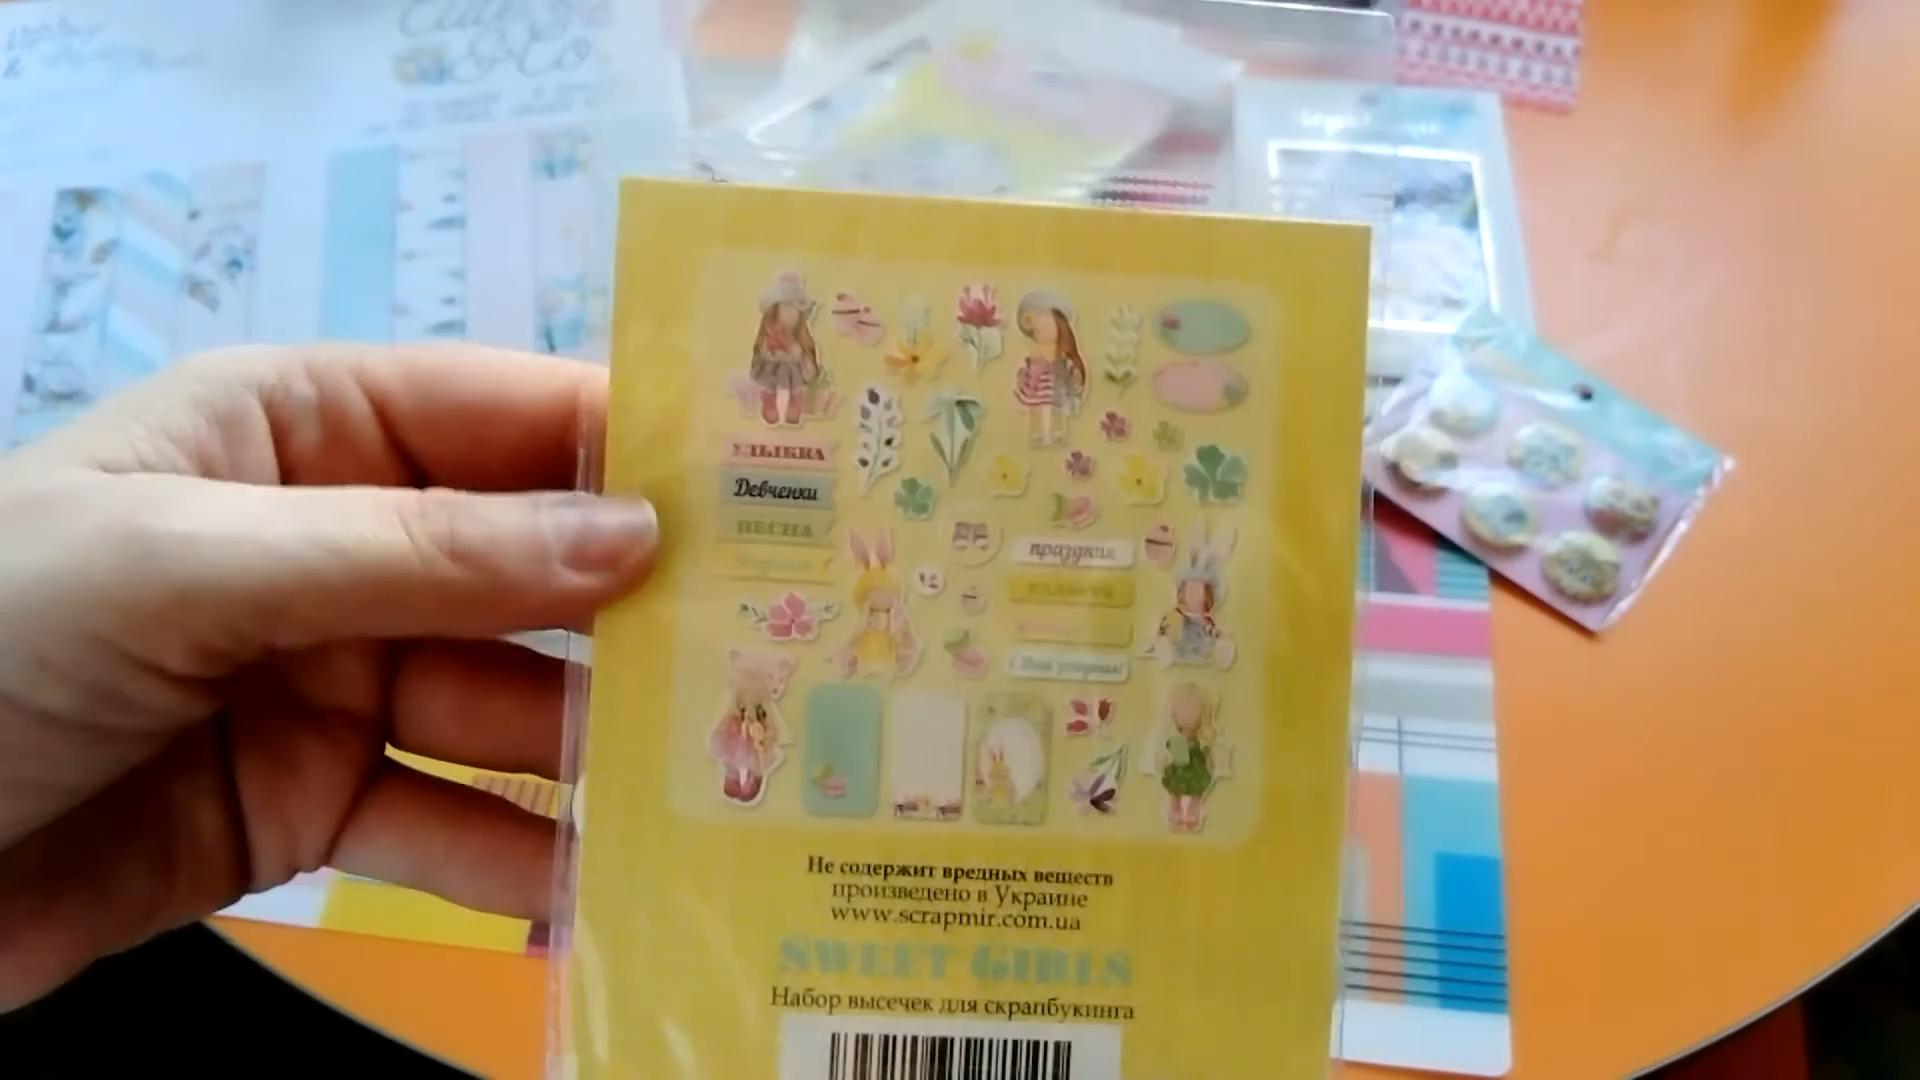 УЛЫБКА
Девченки
ВЕСНА
праздник
Не содержит вредных веществ
произведено в Украине
www.scrapmir.com.ua
SWEET GIRLS
Набор высечек для скрапбукинга